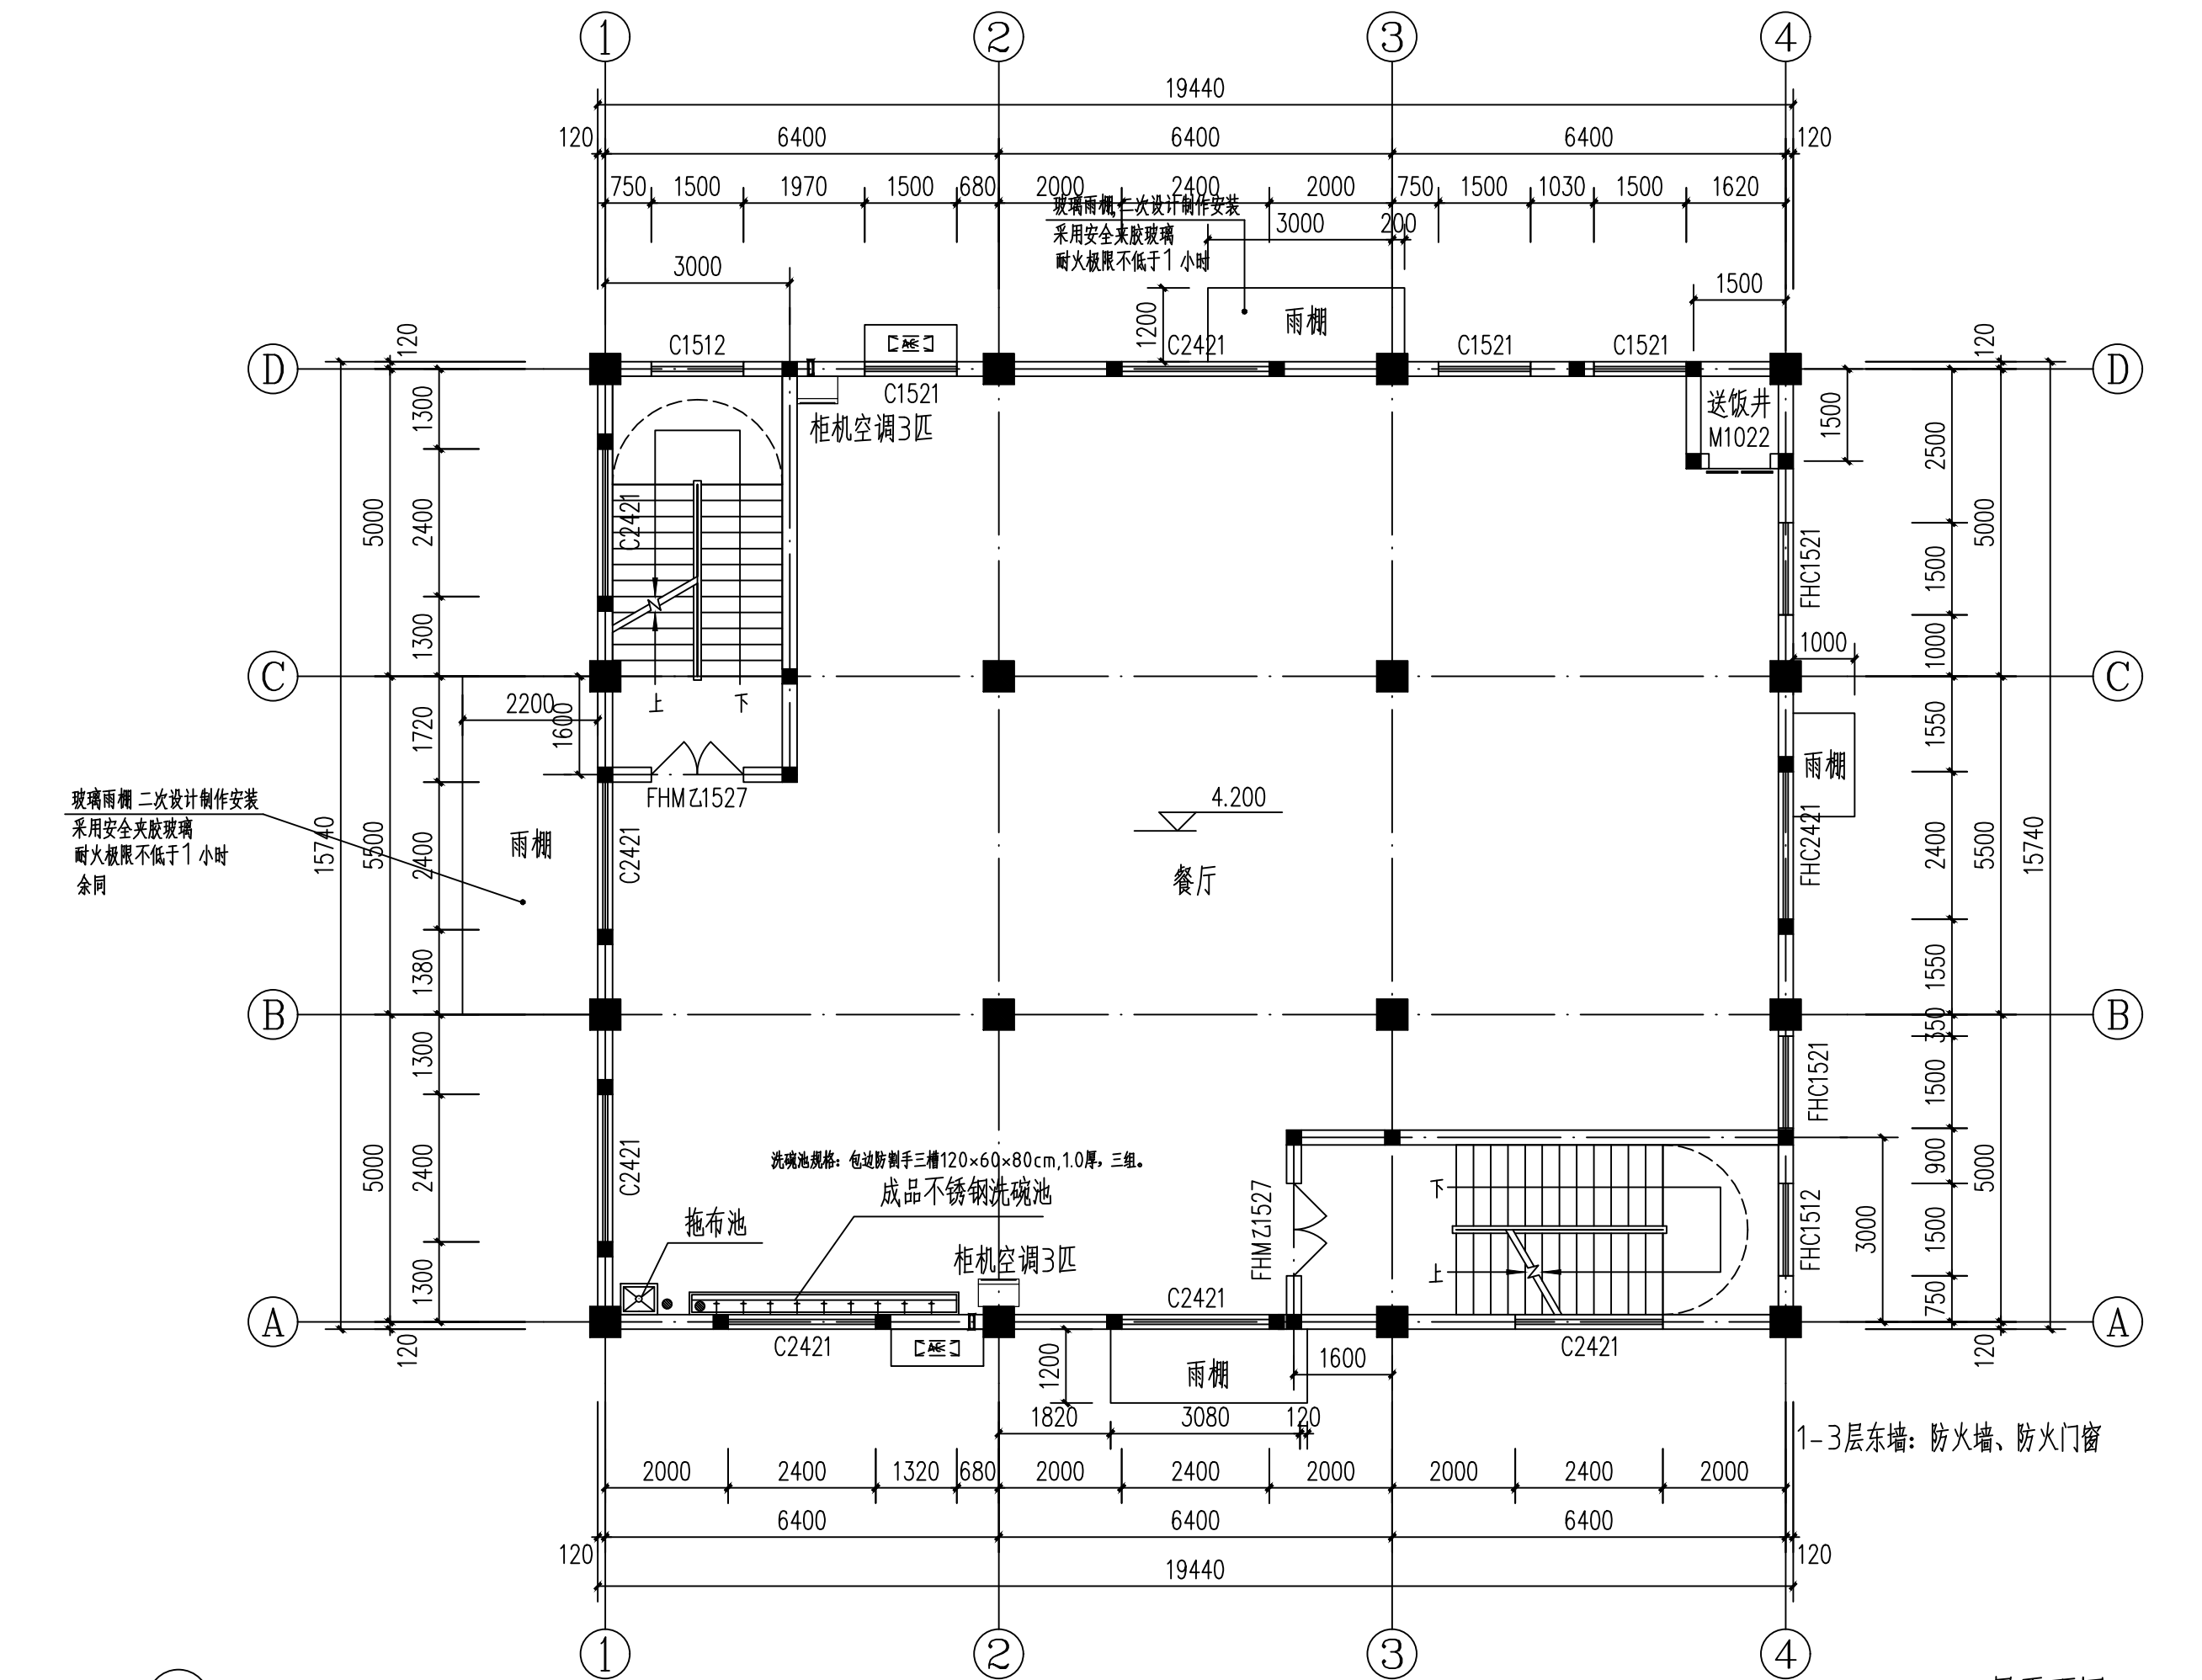 1 2 3 4
19440
120 6400 6400 6400 120
750 1500 1970 1500 680 2000 2400 2000 750 1500 1030 1500 1620
玻璃雨棚,二次设计制作安装
采用安全夹胶玻璃
耐火极限不低于1小时
3000 200
3000
1500
1200
雨棚
120
C1512
C2421
C1521
C1521
120
D
D
C1521
柜机空调3匹
送饭井
M1022
1500
1300
2400
1300
5000
C2421
2500
1500
1000
5000
FHC1521
1000
C
C
上 下
2200
1600
FHM乙1527
1720
2400
1380
5500
15740
C2421
雨棚
玻璃雨棚 二次设计制作安装
采用安全夹胶玻璃
耐火极限不低于1小时
余同
4.200
餐厅
雨棚
FHC2421
1550
2400
1550
5500
15740
B
B
350
1500
900
1500
750
5000
FHC1521
FHC1512
3000
1300
2400
1300
5000
C2421
洗碗池规格：包边防割手三槽120×60×80cm,1.0厚，三组。
成品不锈钢洗碗池
拖布池
柜机空调3匹
FHM乙1527
下
上
C2421
A
A
120
C2421
C2421
120
1200
雨棚
1600
1820 3080 120
1-3层东墙：防火墙、防火门窗
2000 2400 1320 680 2000 2400 2000 2000 2400 2000
6400 6400 6400
120 120
19440
1 2 3 4